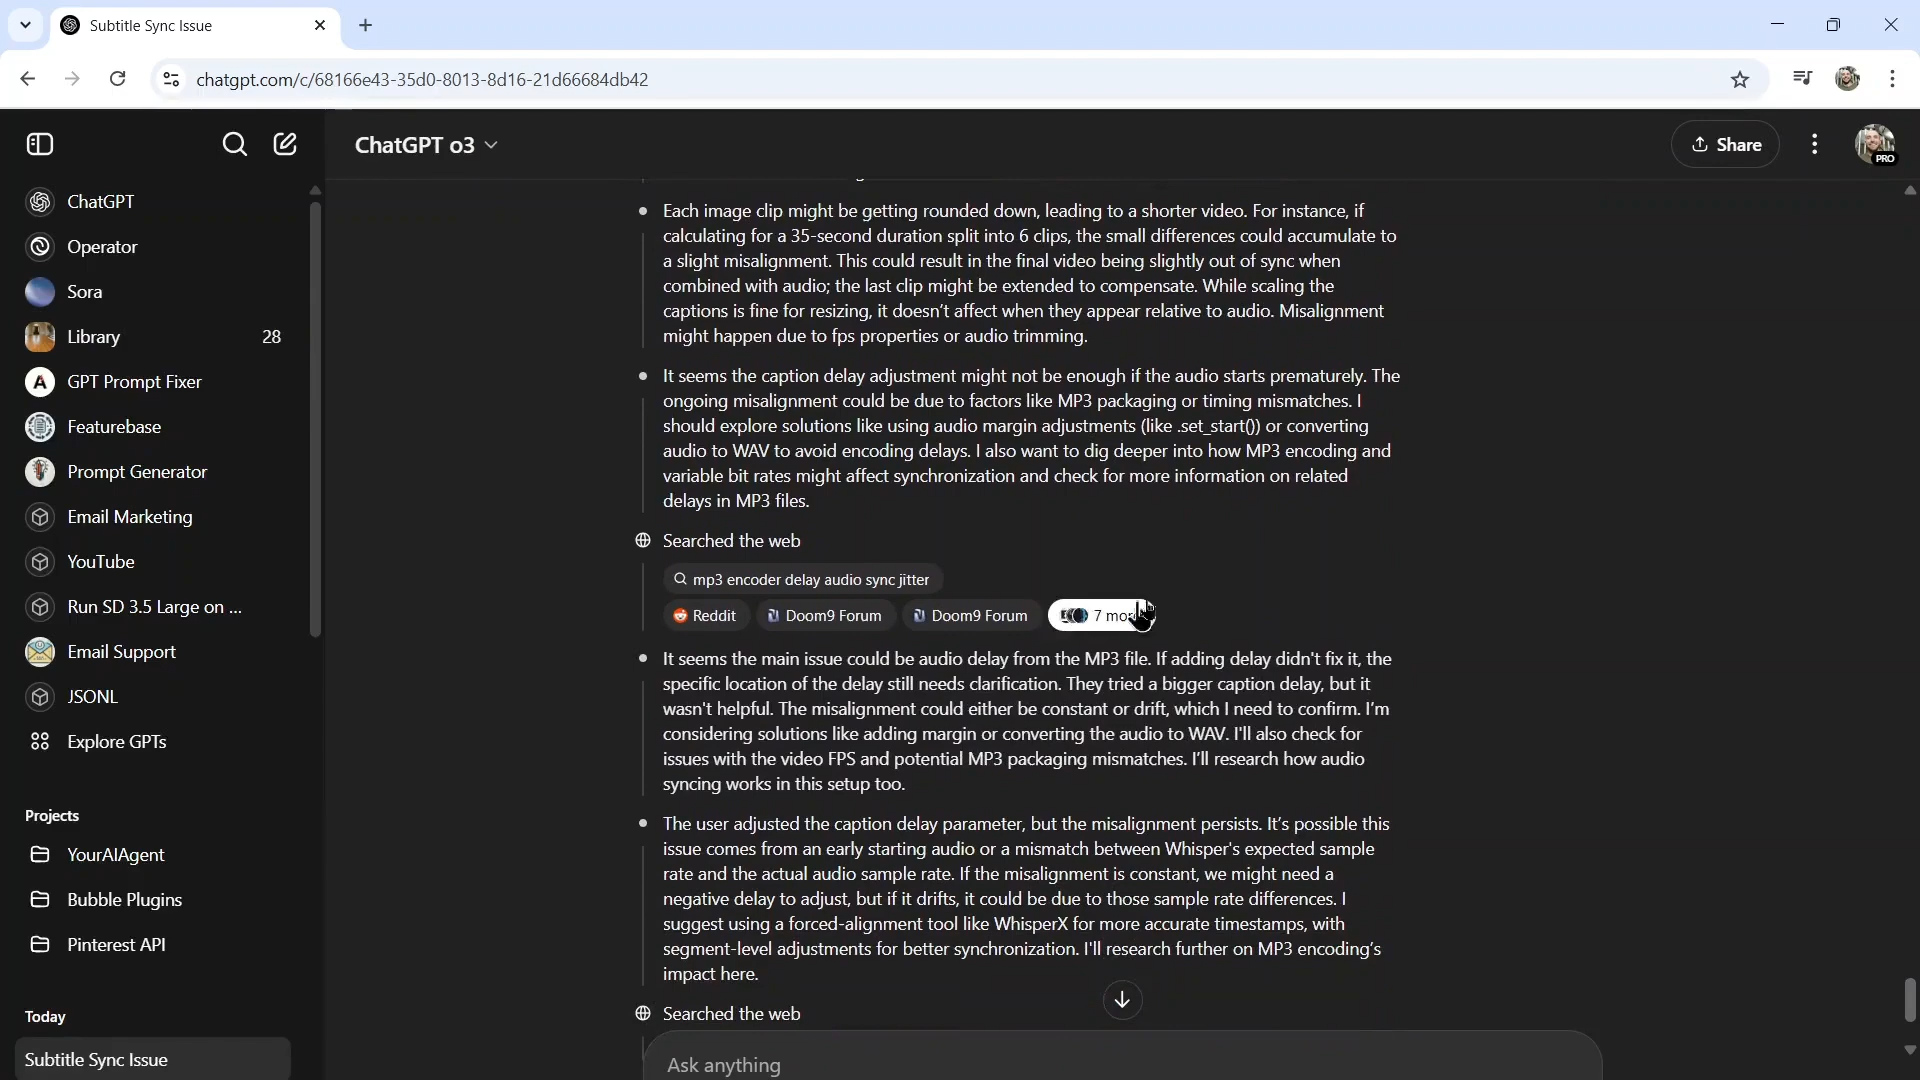 Subtitle Sync Issue
chatgpt.com/c/68166e43-35d0-8013-8d16-21d66684db42
ChatGPT o3
Share
PRO
ChatGPT
Operator
Sora
Library 28
GPT Prompt Fixer
Featurebase
Prompt Generator
Email Marketing
YouTube
Run SD 3.5 Large on ...
Email Support
JSONL
Explore GPTs
Projects
YourAIAgent
Bubble Plugins
Pinterest API
Today
Subtitle Sync Issue
Each image clip might be getting rounded down, leading to a shorter video. For instance, if
calculating for a 35-second duration split into 6 clips, the small differences could accumulate to
a slight misalignment. This could result in the final video being slightly out of sync when
combined with audio; the last clip might be extended to compensate. While scaling the
captions is fine for resizing, it doesn’t affect when they appear relative to audio. Misalignment
might happen due to fps properties or audio trimming.
It seems the caption delay adjustment might not be enough if the audio starts prematurely. The
ongoing misalignment could be due to factors like MP3 packaging or timing mismatches. I
should explore solutions like using audio margin adjustments (like .set_start()) or converting
audio to WAV to avoid encoding delays. I also want to dig deeper into how MP3 encoding and
variable bit rates might affect synchronization and check for more information on related
delays in MP3 files.
Searched the web
mp3 encoder delay audio sync jitter
Reddit Doom9 Forum Doom9 Forum 7
It seems the main issue could be audio delay from the MP3 file. If adding delay didn't fix it, the
specific location of the delay still needs clarification. They tried a bigger caption delay, but it
wasn't helpful. The misalignment could either be constant or drift, which I need to confirm. I’m
considering solutions like adding margin or converting the audio to WAV. I'll also check for
issues with the video FPS and potential MP3 packaging mismatches. I’ll research how audio
syncing works in this setup too.
The user adjusted the caption delay parameter, but the misalignment persists. It’s possible this
issue comes from an early starting audio or a mismatch between Whisper's expected sample
rate and the actual audio sample rate. If the misalignment is constant, we might need a
negative delay to adjust, but if it drifts, it could be due to those sample rate differences. I
suggest using a forced-alignment tool like WhisperX for more accurate timestamps, with
segment-level adjustments for better synchronization. I'll research further on MP3 encoding’s
impact here.
Searched the web
Ask anything